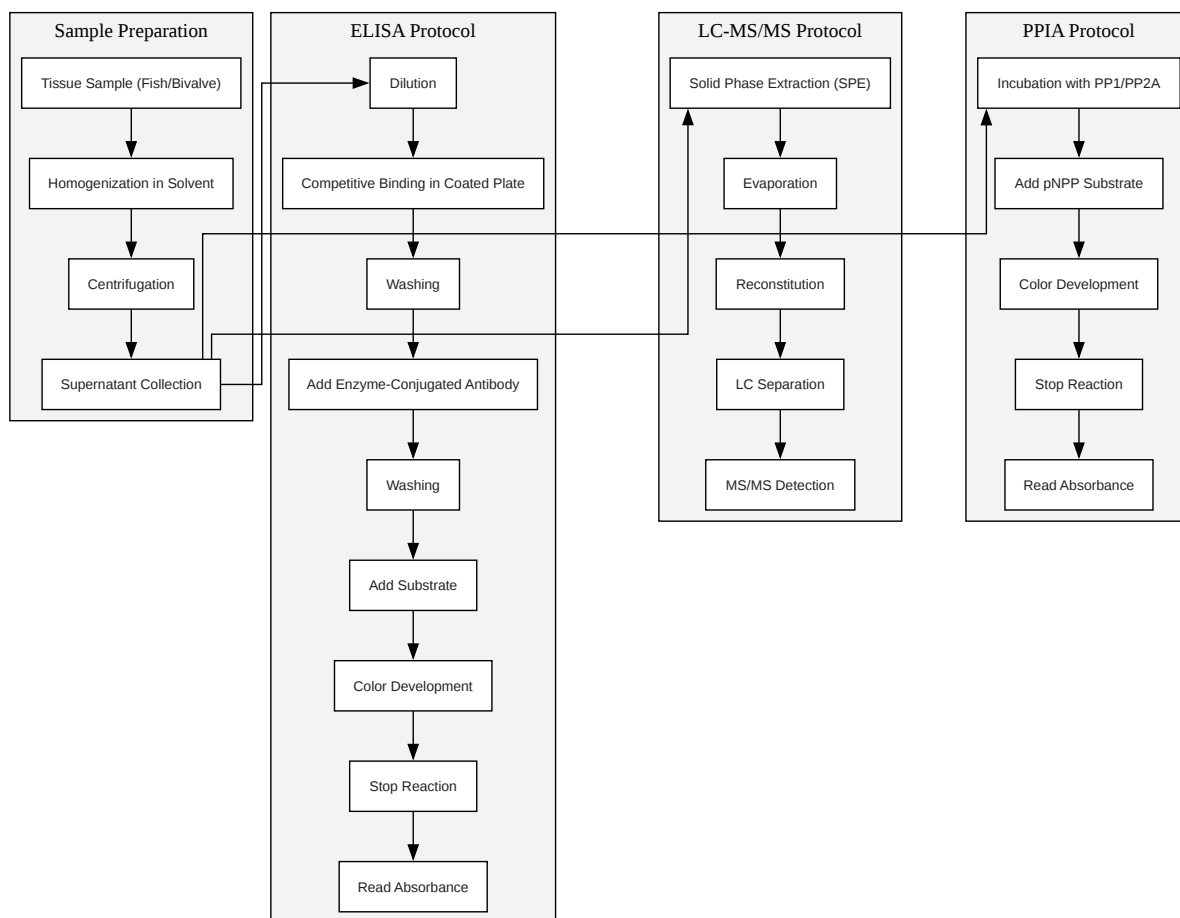 Sample Preparation
Tissue Sample (Fish/Bivalve)
Homogenization in Solvent
Centrifugation
Supernatant Collection
ELISA Protocol
Dilution
Competitive Binding in Coated Plate
Washing
Add Enzyme-Conjugated Antibody
Washing
Add Substrate
Color Development
Stop Reaction
Read Absorbance
LC-MS/MS Protocol
Solid Phase Extraction (SPE)
Evaporation
Reconstitution
LC Separation
MS/MS Detection
PPIA Protocol
Incubation with PP1/PP2A
Add pNPP Substrate
Color Development
Stop Reaction
Read Absorbance